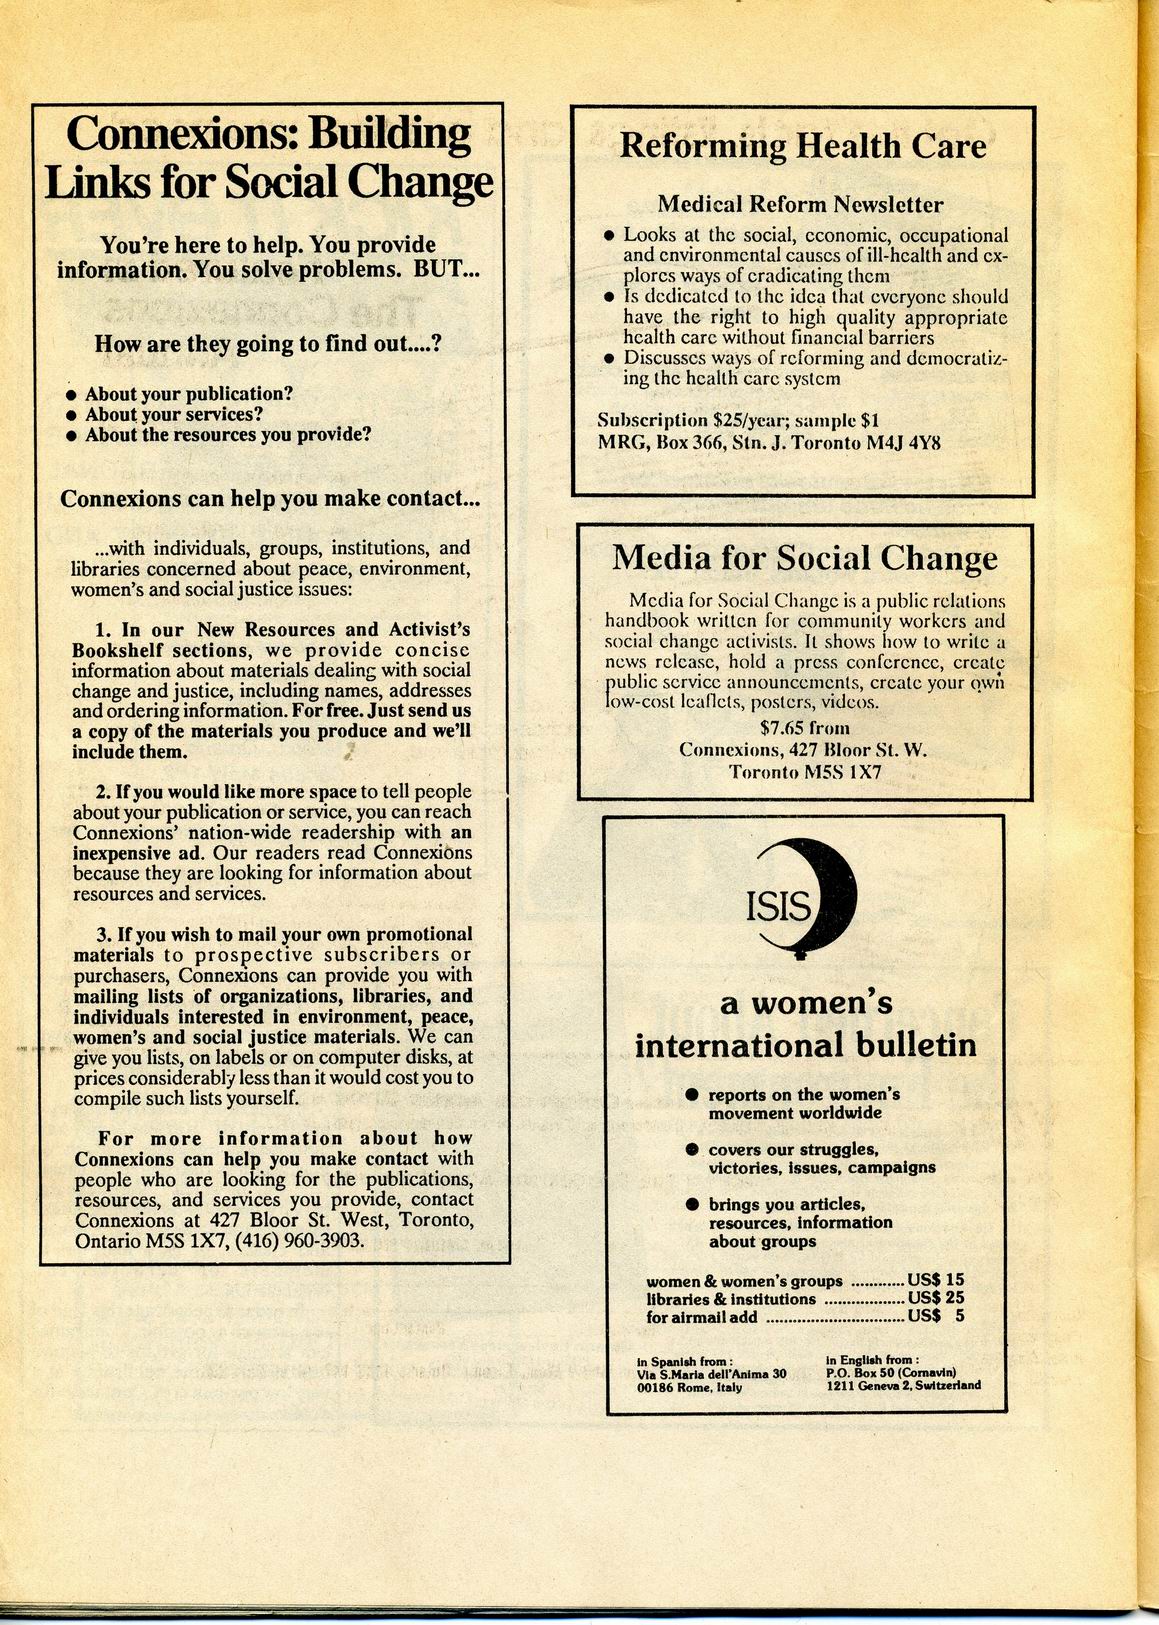 Connexions: Building
Links for Social Change
You're here to help. You provide
information. You solve problems. BUT...
How are they going to find out....?
● About your publication?
● About your services?
● About the resources you provide?
Connexions can help you make contact...
...with individuals, groups, institutions, and
libraries concerned about peace, environment,
women's and social justice issues:
1. In our New Resources and Activist's
Bookshelf sections, we provide concise
information about materials dealing with social
change and justice, including names, addresses
and ordering information. For free. Just send us
a copy of the materials you produce and we'll
include them.
2. If you would like more space to tell people
about your publication or service, you can reach
Connexions' nation-wide readership with an
inexpensive ad. Our readers read Connexions
because they are looking for information about
resources and services.
3. If you wish to mail your own promotional
materials to prospective subscribers or
purchasers, Connexions can provide you with
mailing lists of organizations, libraries, and
individuals interested in environment, peace,
women's and social justice materials. We can
give you lists, on labels or on computer disks, at
prices considerably less than it would cost you to
compile such lists yourself.
For more information about how
Connexions can help you make contact with
people who are looking for the publications,
resources, and services you provide, contact
Connexions at 427 Bloor St. West, Toronto,
Ontario M5S 1X7, (416) 960-3903.
Reforming Health Care
Medical Reform Newsletter
● Looks at the social, economic, occupational
and environmental causes of ill-health and ex-
plores ways of eradicating them
● Is dedicated to the idea that everyone should
have the right to high quality appropriate
health care without financial barriers
● Discusses ways of reforming and democratiz-
ing the health care system
Subscription $25/year; sample $1
MRG, Box 366, Stn. J. Toronto M4J 4Y8
Media for Social Change
Media for Social Change is a public relations
handbook written for community workers and
social change activists. It shows how to write a
news release, hold a press conference, create
public service announcements, create your own
low-cost leaflets, posters, videos.
$7.65 from
Connexions, 427 Bloor St. W.
Toronto M5S 1X7
ISIS
a women's
international bulletin
● reports on the women's
movement worldwide
● covers our struggles,
victories, issues, campaigns
● brings you articles,
resources, information
about groups
women & women's groups ............ US$ 15
libraries & institutions .................. US$ 25
for airmail add ............................... US$ 5
in Spanish from :
Via S.Maria dell'Anima 30
00186 Rome, Italy
in English from :
P.O. Box 50 (Cornavin)
1211 Geneva 2, Switzerland